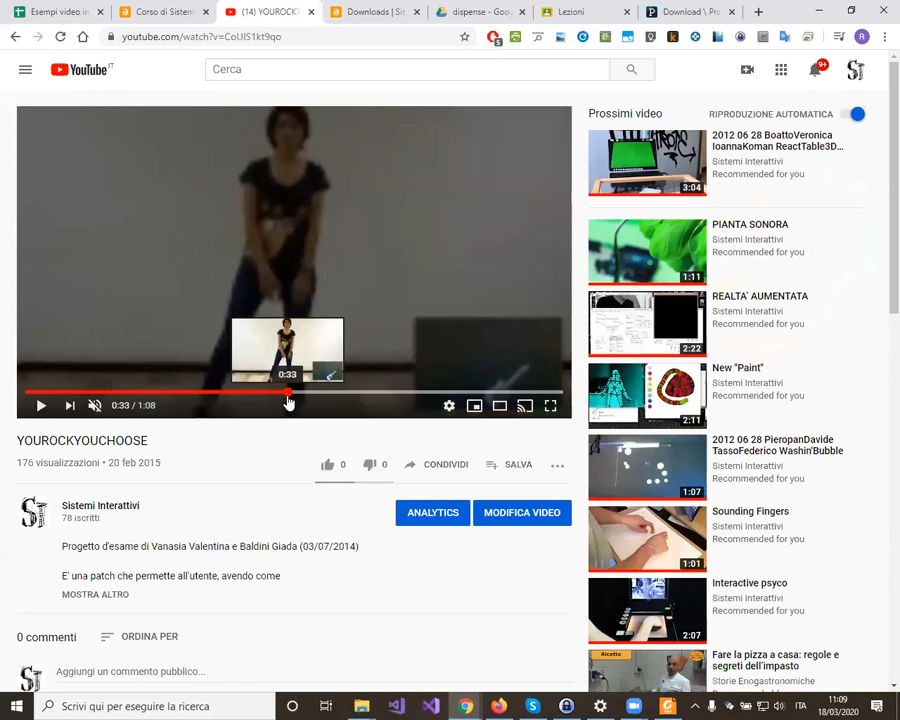 Esempi video in
Corso di Sistem
(14) YOUROCKY
Downloads | Sis
dispense - Goog
Lezioni
Download \ Pro
youtube.com/watch?v=CoUIS1kt9qo
YouTube IT
Cerca
9+
Prossimi video
RIPRODUZIONE AUTOMATICA
2012 06 28 BoattoVeronica
IoannaKoman ReactTable3D...
Sistemi Interattivi
Recommended for you
3:04
PIANTA SONORA
Sistemi Interattivi
Recommended for you
1:11
REALTA' AUMENTATA
Sistemi Interattivi
Recommended for you
2:22
New "Paint"
Sistemi Interattivi
Recommended for you
2:11
2012 06 28 PieropanDavide
TassoFederico Washin'Bubble
Sistemi Interattivi
Recommended for you
1:07
Sounding Fingers
Sistemi Interattivi
Recommended for you
1:01
Interactive psyco
Sistemi Interattivi
Recommended for you
2:07
Fare la pizza a casa: regole e
segreti dell'impasto
Storie Enogastronomiche
Ricetto
0:33
0:33 / 1:08
YOUROCKYOUCHOOSE
176 visualizzazioni • 20 feb 2015
0
0
CONDIVIDI
SALVA
Sistemi Interattivi
78 iscritti
ANALYTICS
MODIFICA VIDEO
Progetto d'esame di Vanasia Valentina e Baldini Giada (03/07/2014)
E' una patch che permette all'utente, avendo come
MOSTRA ALTRO
0 commenti
ORDINA PER
Aggiungi un commento pubblico...
Scrivi qui per eseguire la ricerca
ITA
11:09
18/03/2020